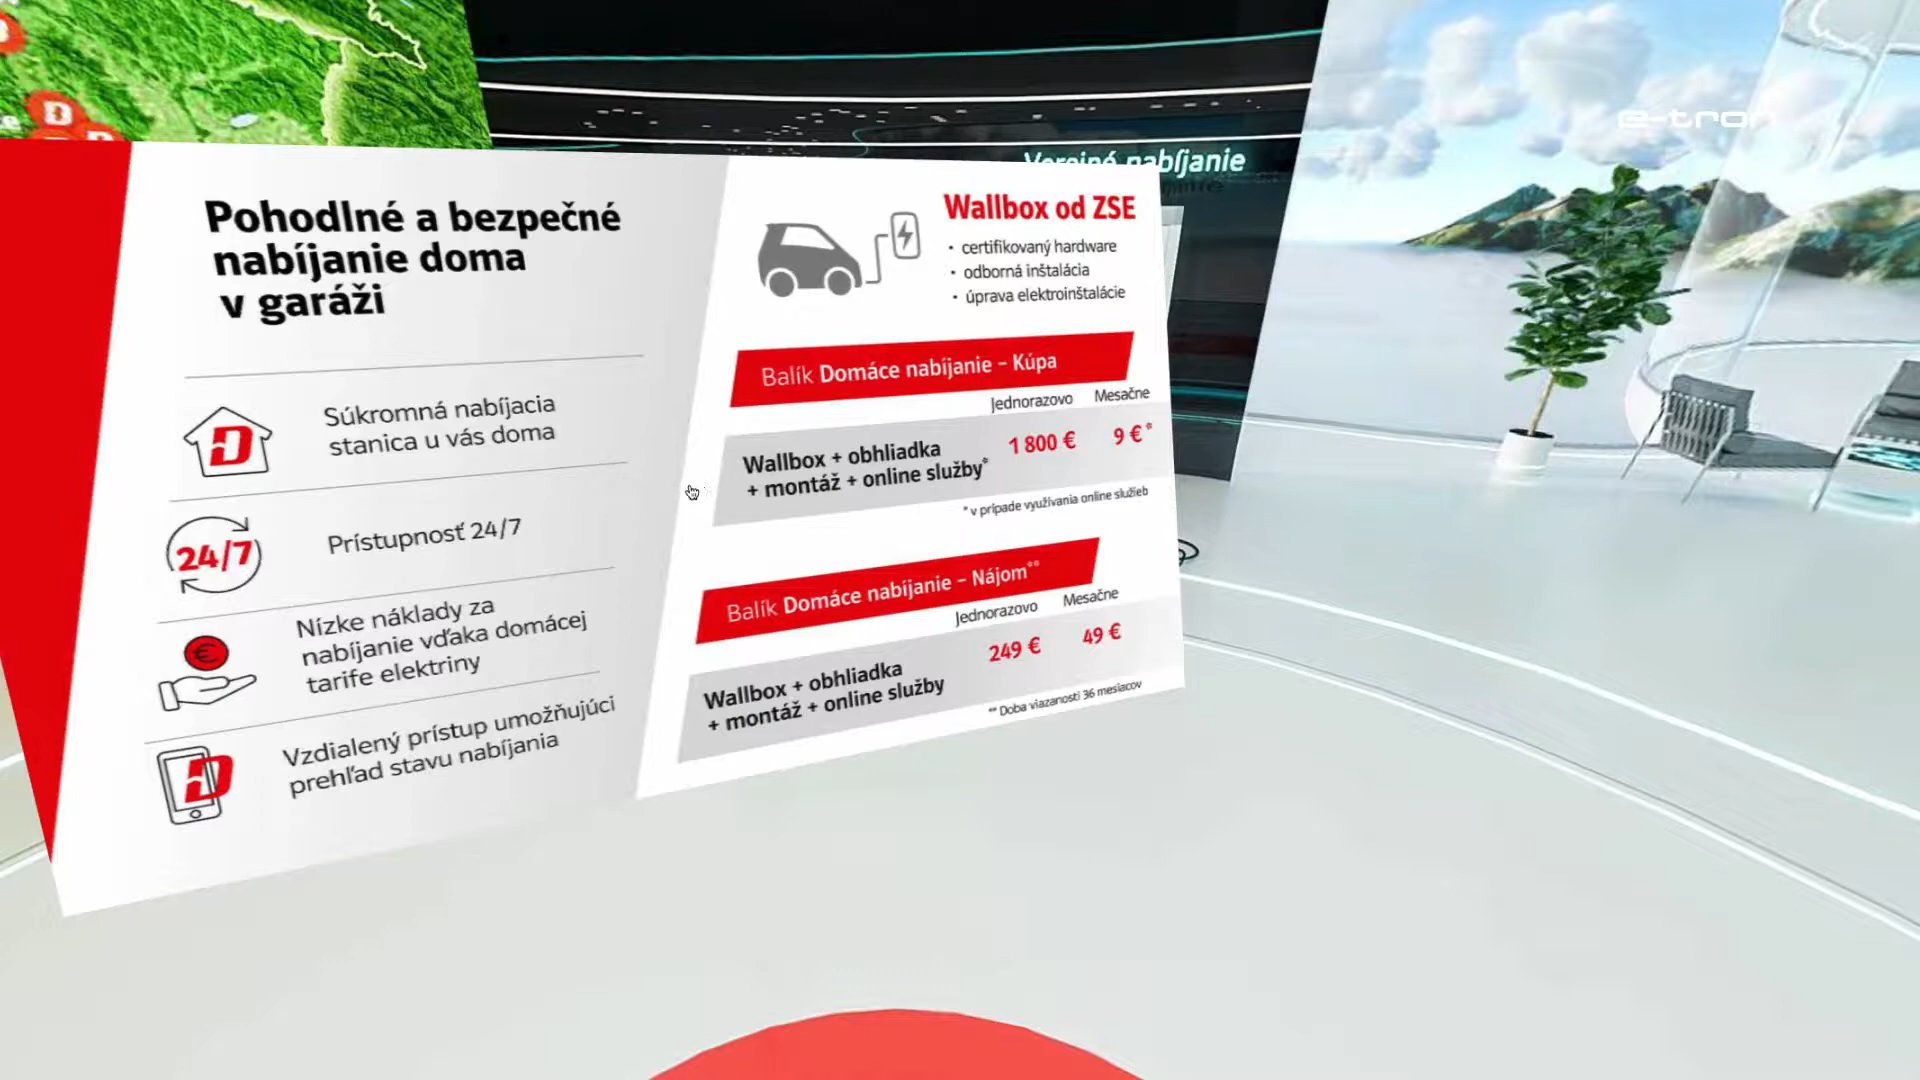 e-tron
nabíjanie
Pohodlné a bezpečné
nabíjanie doma
v garáži
Súkromná nabíjacia
stanica u vás doma
24/7
Prístupnosť 24/7
Nízke náklady za
nabíjanie vďaka domácej
tarife elektriny
Vzdialený prístup umožňujúci
prehľad stavu nabíjania
Wallbox od ZSE
• certifikovaný hardware
• odborná inštalácia
• úprava elektroinštalácie
Balík Domáce nabíjanie – Kúpa
Jednorazovo Mesačne
Wallbox + obhliadka
+ montáž + online služby*
1 800 € 9 €*
* v prípade využívania online služieb
Balík Domáce nabíjanie – Nájom**
Jednorazovo Mesačne
Wallbox + obhliadka
+ montáž + online služby
249 € 49 €
** Doba viazanosti 36 mesiacov